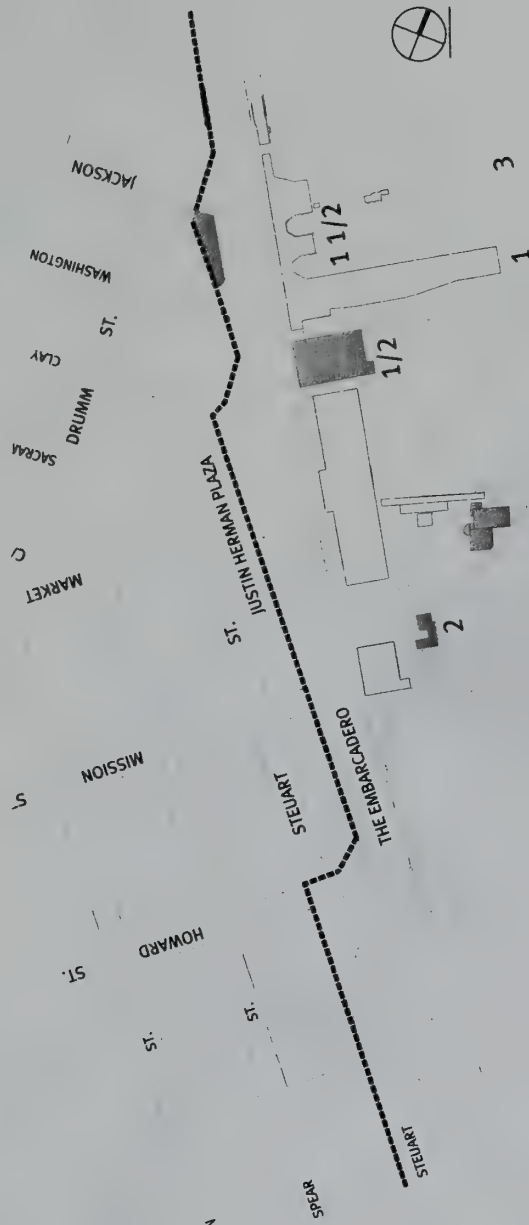 JACKSON
WASHINGTON
CLAY
ST.
DRUMM
MARKET
JUSTIN HERMAN PLAZA
ST.
MISSION
STEUART
THE EMBARCADERO
HOWARD
ST.
ST.
ST.
SPEAR
STEUART
1/2
1 1/2
1
2
3